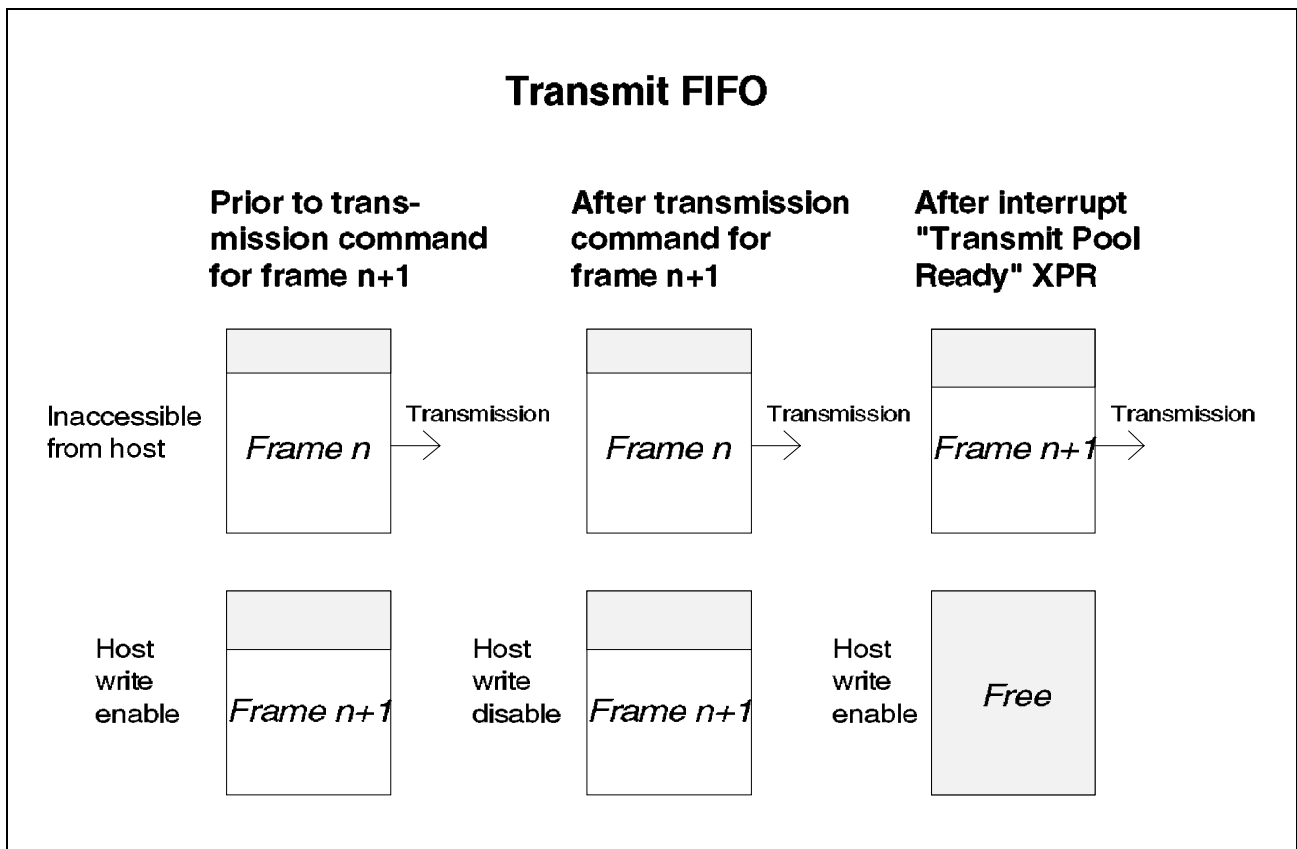 Transmit FIFO
Prior to trans-
mission command
for frame n+1
After transmission
command for
frame n+1
After interrupt
"Transmit Pool
Ready" XPR
Inaccessible
from host
Frame n
Transmission
Frame n
Transmission
Frame n+1
Transmission
Host
write
enable
Frame n+1
Host
write
disable
Frame n+1
Host
write
enable
Free